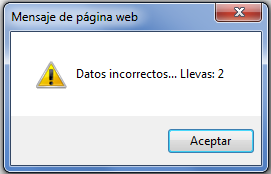 Mensaje de página web
Datos incorrectos... Llevas: 2
Aceptar